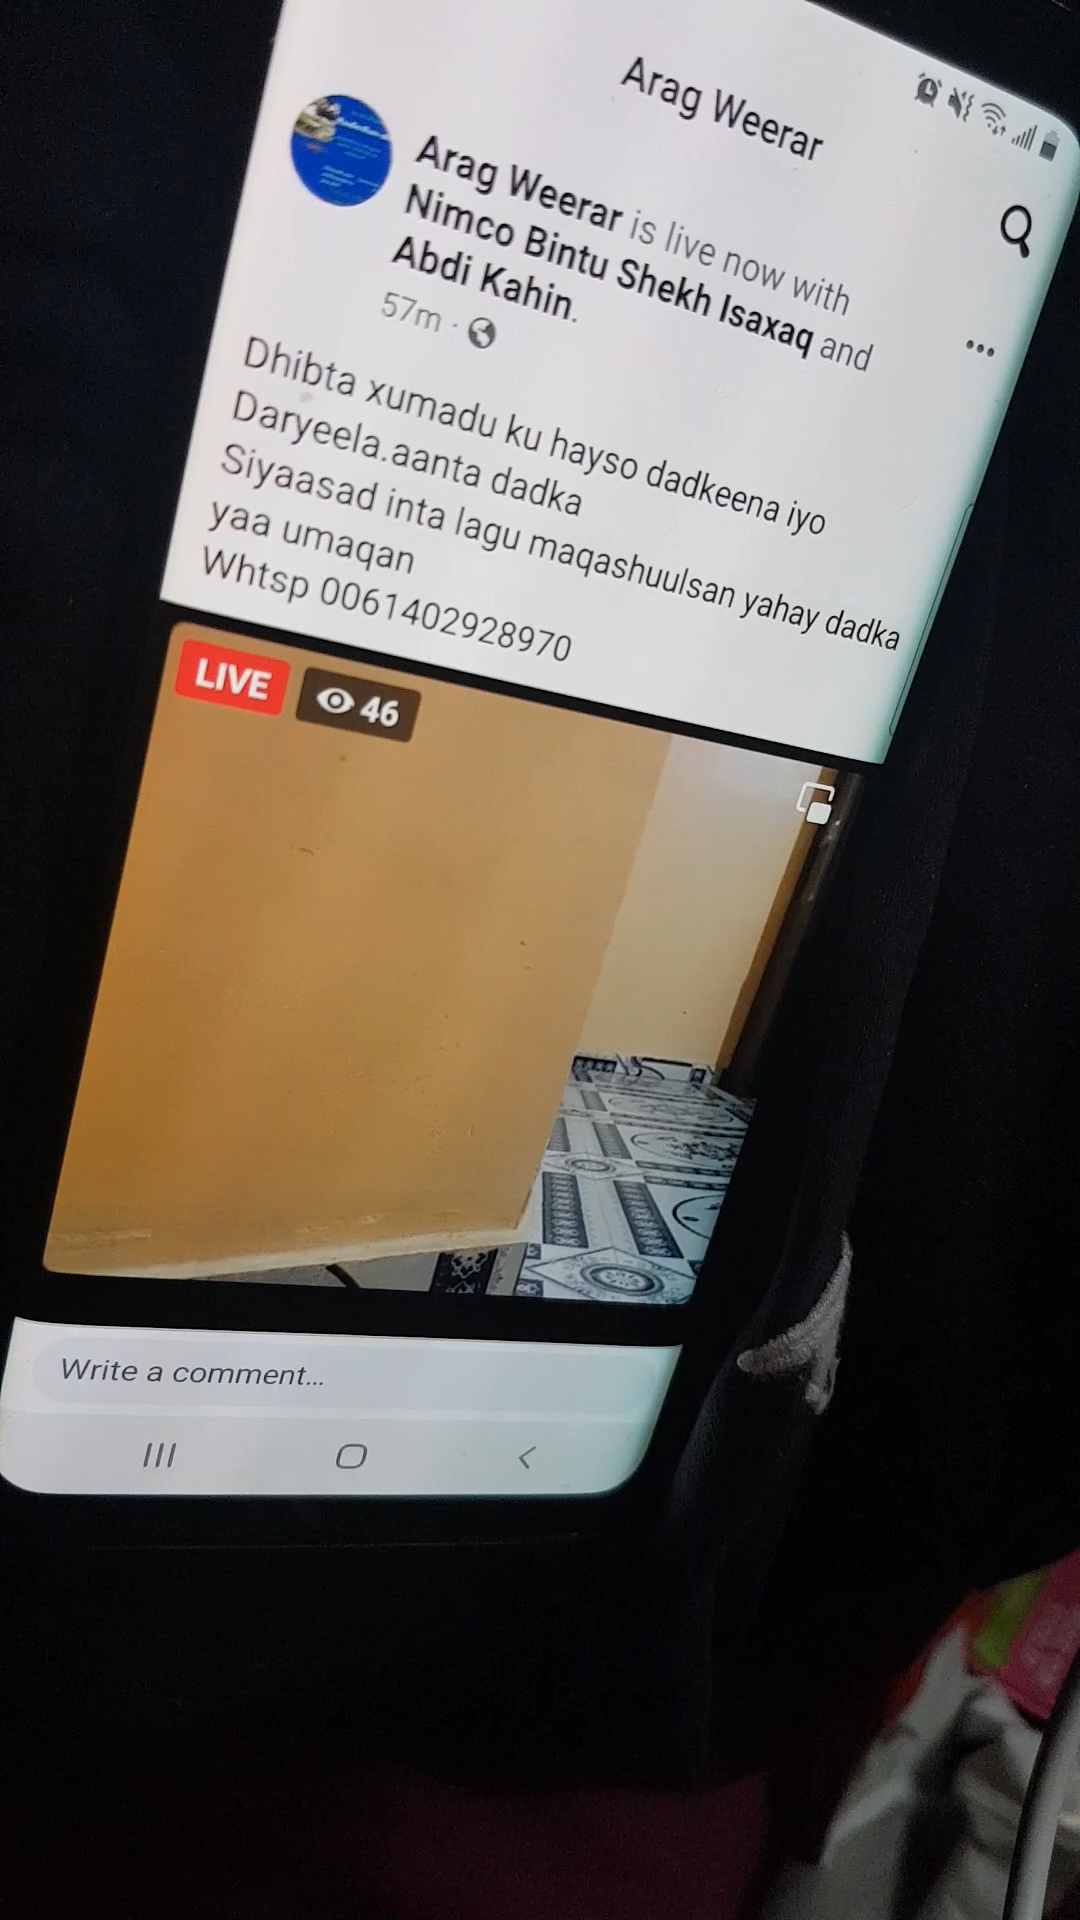 Arag Weerar
Arag Weerar is live now with
Nimco Bintu Shekh Isaxaq and
Abdi Kahin.
57m ·
Dhibta xumadu ku hayso dadkeena iyo
Daryeela.aanta dadka
Siyaasad inta lagu maqashuulsan yahay dadka
yaa umaqan
Whtsp 0061402928970
LIVE
46
Write a comment...